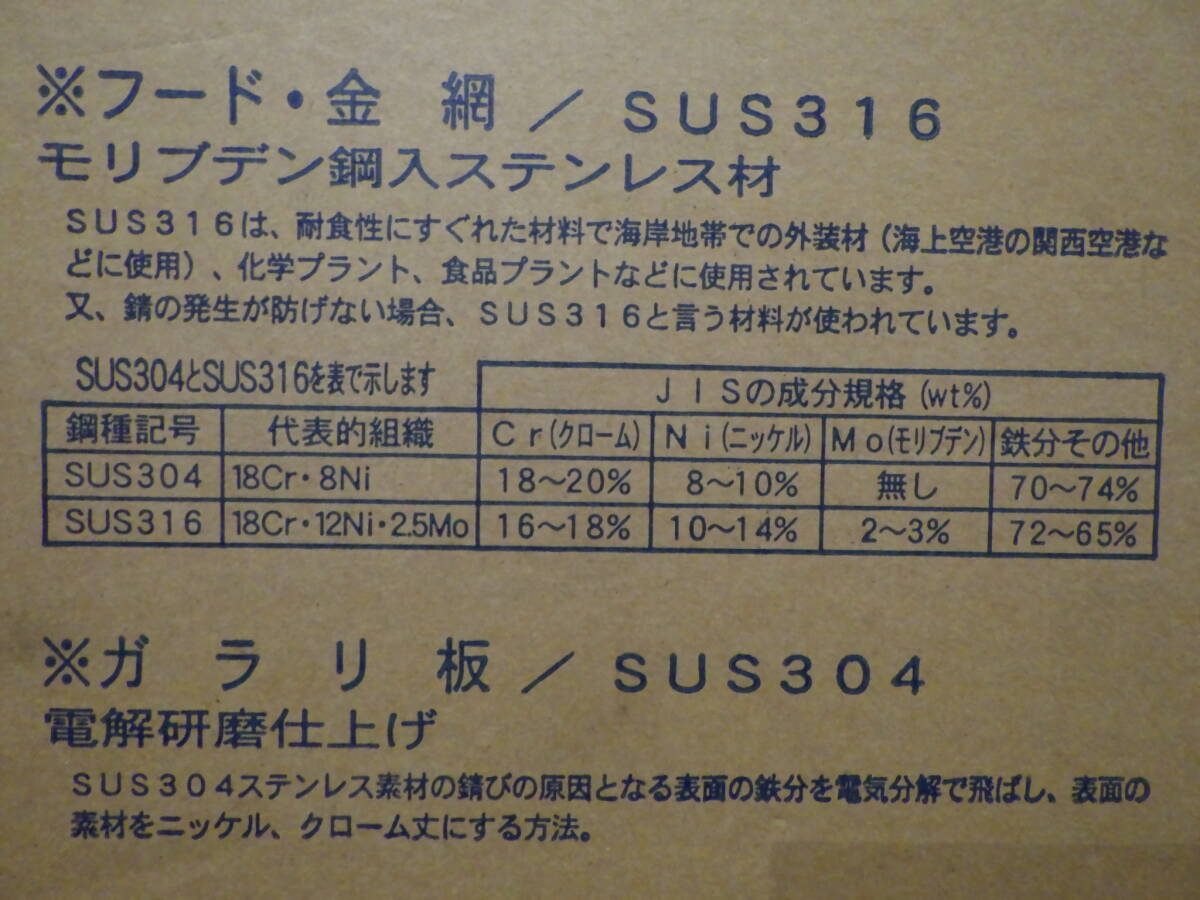 ※フード・金 網 ／ SUS316
モリブデン鋼入ステンレス材
SUS316は、耐食性にすぐれた材料で海岸地帯での外装材（海上空港の関西空港な
どに使用）、化学プラント、食品プラントなどに使用されています。
又、錆の発生が防げない場合、SUS316と言う材料が使われています。
SUS304とSUS316を表で示します
JISの成分規格(wt%)
鋼種記号 代表的組織 Cr(クローム) Ni(ニッケル) Mo(モリブデン) 鉄分その他
SUS304 18Cr・8Ni 18〜20% 8〜10% 無し 70〜74%
SUS316 18Cr・12Ni・2.5Mo 16〜18% 10〜14% 2〜3% 72〜65%
※ガ ラ リ 板 ／ SUS304
電解研磨仕上げ
SUS304ステンレス素材の錆びの原因となる表面の鉄分を電気分解で飛ばし、表面の
素材をニッケル、クローム丈にする方法。